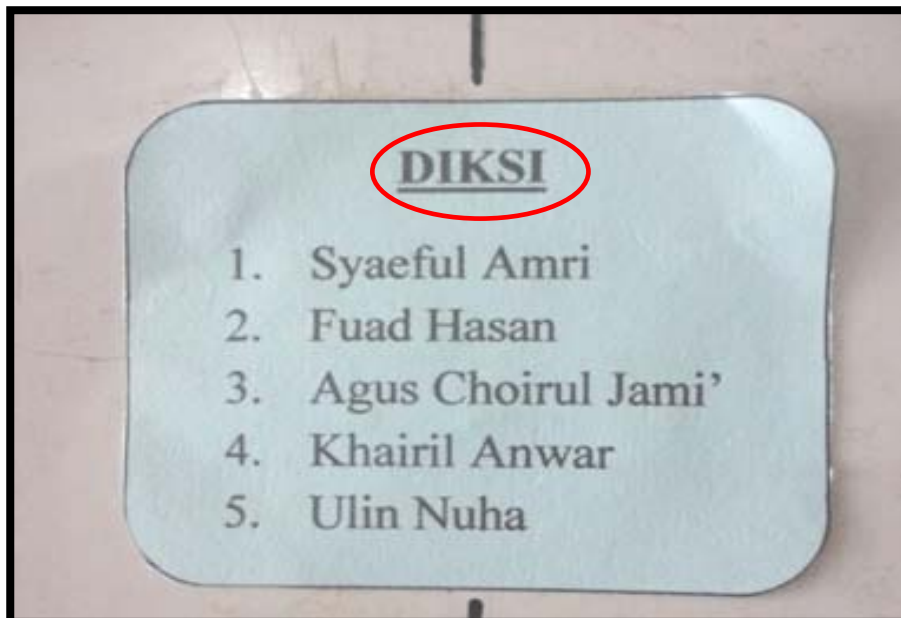 DIKSI
1. Syaeful Amri
2. Fuad Hasan
3. Agus Choirul Jami’
4. Khairil Anwar
5. Ulin Nuha